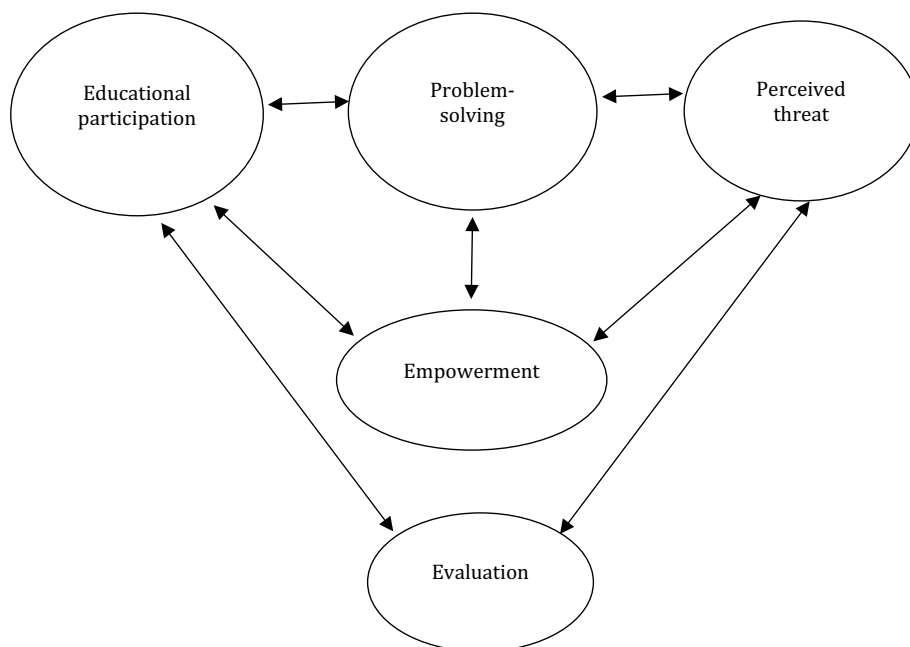 Educational
participation
Problem-
solving
Perceived
threat
Empowerment
Evaluation